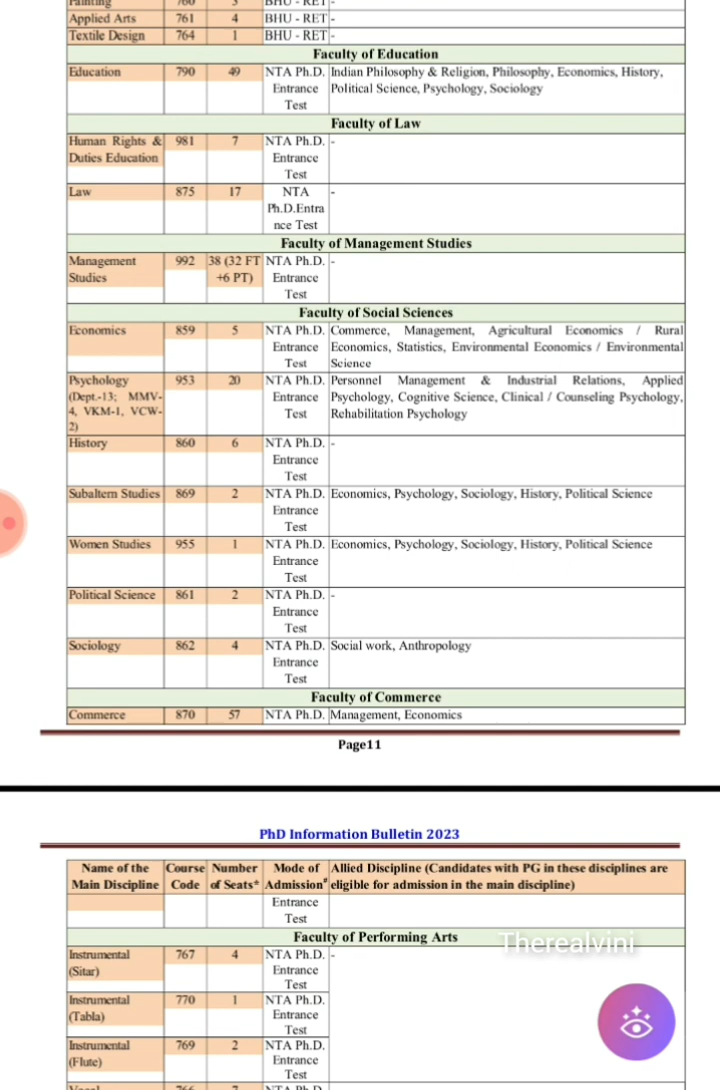 Painting 760 3 BHU - RET -
Applied Arts 761 4 BHU - RET -
Textile Design 764 1 BHU - RET -
Faculty of Education
Education 790 49 NTA Ph.D. Indian Philosophy & Religion, Philosophy, Economics, History,
Entrance Political Science, Psychology, Sociology
Test
Faculty of Law
Human Rights & 981 7 NTA Ph.D. -
Duties Education Entrance
Test
Law 875 17 NTA -
Ph.D.Entra
nce Test
Faculty of Management Studies
Management 992 38 (32 FT NTA Ph.D. -
Studies +6 PT) Entrance
Test
Faculty of Social Sciences
Economics 859 5 NTA Ph.D. Commerce, Management, Agricultural Economics / Rural
Entrance Economics, Statistics, Environmental Economics / Environmental
Test Science
Psychology 953 20 NTA Ph.D. Personnel Management & Industrial Relations, Applied
(Dept.-13; MMV- Entrance Psychology, Cognitive Science, Clinical / Counseling Psychology,
4, VKM-1, VCW- Test Rehabilitation Psychology
2)
History 860 6 NTA Ph.D. -
Entrance
Test
Subaltern Studies 869 2 NTA Ph.D. Economics, Psychology, Sociology, History, Political Science
Entrance
Test
Women Studies 955 1 NTA Ph.D. Economics, Psychology, Sociology, History, Political Science
Entrance
Test
Political Science 861 2 NTA Ph.D. -
Entrance
Test
Sociology 862 4 NTA Ph.D. Social work, Anthropology
Entrance
Test
Faculty of Commerce
Commerce 870 57 NTA Ph.D. Management, Economics
Page11
PhD Information Bulletin 2023
Name of the Course Number Mode of Allied Discipline (Candidates with PG in these disciplines are
Main Discipline Code of Seats* Admission# eligible for admission in the main discipline)
Entrance
Test
Faculty of Performing Arts
Therealvini
Instrumental 767 4 NTA Ph.D. -
(Sitar) Entrance
Test
Instrumental 770 1 NTA Ph.D.
(Tabla) Entrance
Test
Instrumental 769 2 NTA Ph.D.
(Flute) Entrance
Test
Vocal 766 7 NTA Ph.D.